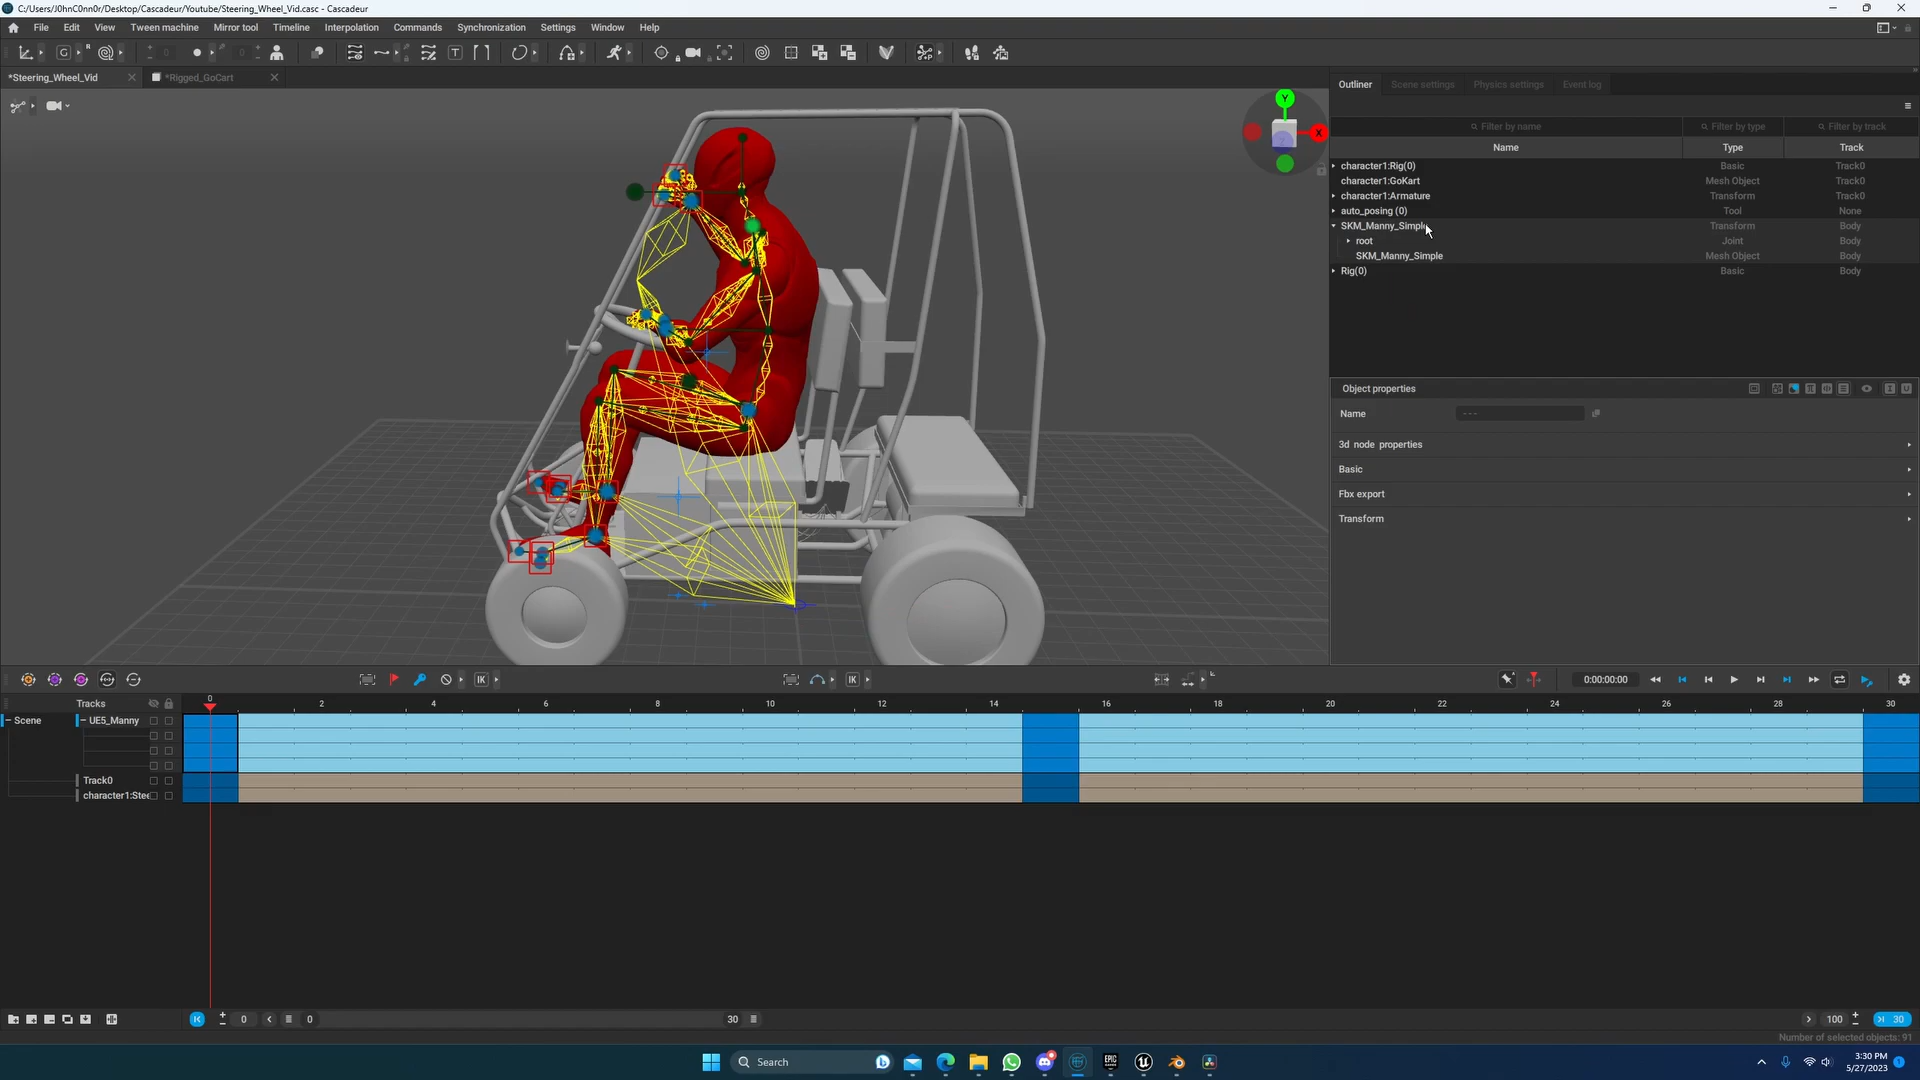 C:/Users/J0hnC0nn0r/Desktop/Cascadeur/Youtube/Steering_Wheel_Vid.casc - Cascadeur
File Edit View Tween machine Mirror tool Timeline Interpolation Commands Synchronization Settings Window Help
*Steering_Wheel_Vid
*Rigged_GoCart
Y
X
Outliner Scene settings Physics settings Event log
Filter by name Filter by type Filter by track
Name Type Track
character1:Rig(0) Basic Track0
character1:GoKart Mesh Object Track0
character1:Armature Transform Track0
auto_posing (0) Tool None
SKM_Manny_Simple Transform Body
root Joint Body
SKM_Manny_Simple Mesh Object Body
Rig(0) Basic Body
Object properties
Name ---
3d node properties
Basic
Fbx export
Transform
IK IK 0:00:00:00
Tracks 0 2 4 6 8 10 12 14 16 18 20 22 24 26 28 30
Scene UE5_Manny
Track0
character1:Stee
0 0 30 100 30
Number of selected objects: 91
Search
3:30 PM
5/27/2023